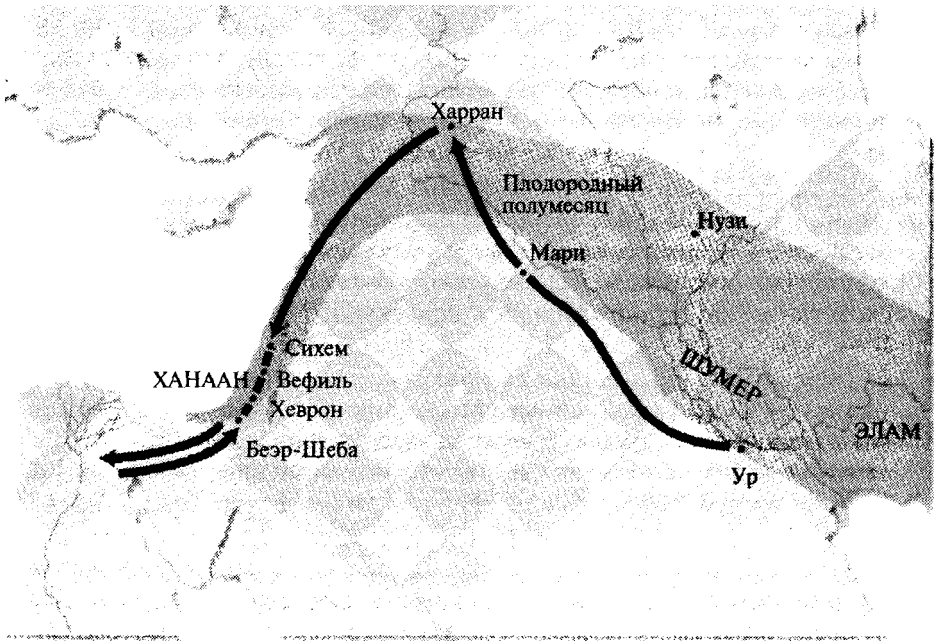 Харран
Плодородный
полумесяц
Нузи
Мари
Сихем
ХАНААН
Вефиль
ШУМЕР
Хеврон
ЭЛАМ
Беэр-Шеба
Ур